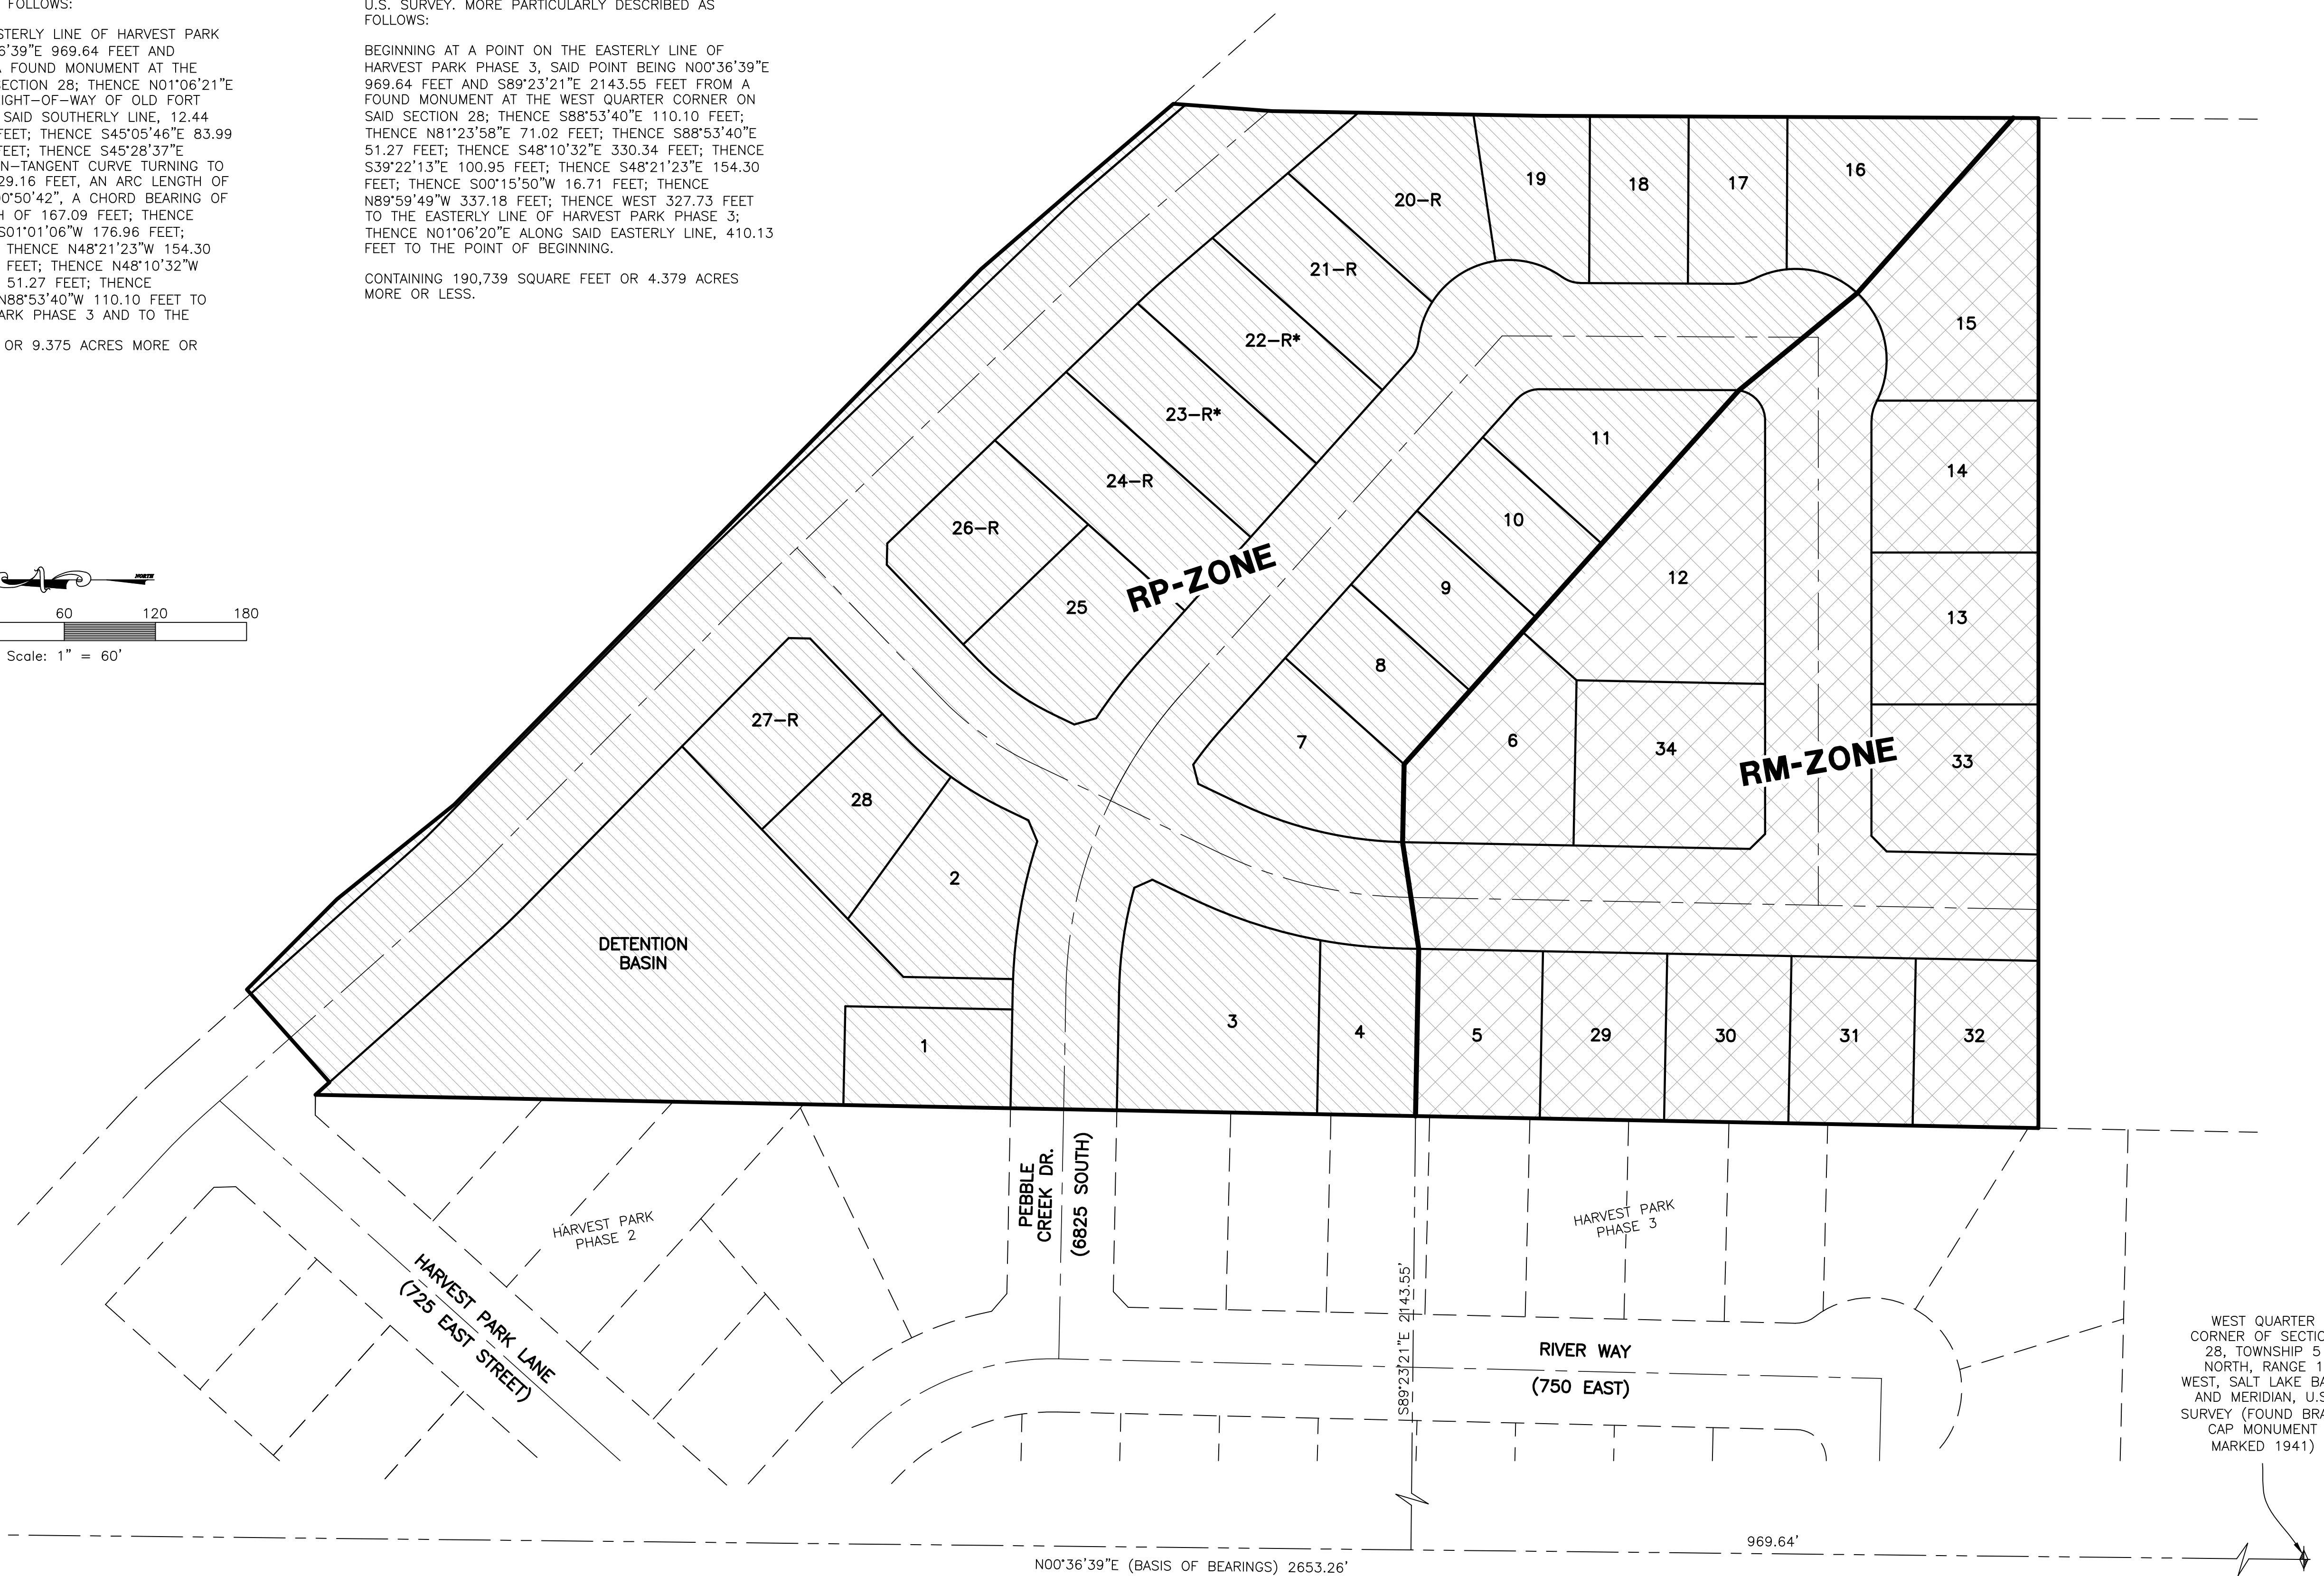 FOLLOWS:
STERLY LINE OF HARVEST PARK
6'39"E 969.64 FEET AND
A FOUND MONUMENT AT THE
SECTION 28; THENCE N01°06'21"E
IGHT-OF-WAY OF OLD FORT
SAID SOUTHERLY LINE, 12.44
FEET; THENCE S45°05'46"E 83.99
FEET; THENCE S45°28'37"E
N-TANGENT CURVE TURNING TO
29.16 FEET, AN ARC LENGTH OF
00°50'42", A CHORD BEARING OF
H OF 167.09 FEET; THENCE
S01°01'06"W 176.96 FEET;
THENCE N48°21'23"W 154.30
FEET; THENCE N48°10'32"W
51.27 FEET; THENCE
N88°53'40"W 110.10 FEET TO
ARK PHASE 3 AND TO THE
OR 9.375 ACRES MORE OR
U.S. SURVEY. MORE PARTICULARLY DESCRIBED AS
FOLLOWS:
BEGINNING AT A POINT ON THE EASTERLY LINE OF
HARVEST PARK PHASE 3, SAID POINT BEING N00°36'39"E
969.64 FEET AND S89°23'21"E 2143.55 FEET FROM A
FOUND MONUMENT AT THE WEST QUARTER CORNER ON
SAID SECTION 28; THENCE S88°53'40"E 110.10 FEET;
THENCE N81°23'58"E 71.02 FEET; THENCE S88°53'40"E
51.27 FEET; THENCE S48°10'32"E 330.34 FEET; THENCE
S39°22'13"E 100.95 FEET; THENCE S48°21'23"E 154.30
FEET; THENCE S00°15'50"W 16.71 FEET; THENCE
N89°59'49"W 337.18 FEET; THENCE WEST 327.73 FEET
TO THE EASTERLY LINE OF HARVEST PARK PHASE 3;
THENCE N01°06'20"E ALONG SAID EASTERLY LINE, 410.13
FEET TO THE POINT OF BEGINNING.
CONTAINING 190,739 SQUARE FEET OR 4.379 ACRES
MORE OR LESS.
NORTH
60 120 180
Scale: 1" = 60'
16
19
18
17
20-R
21-R
15
22-R*
23-R*
11
14
24-R
10
26-R
RP-ZONE
12
9
25
13
8
27-R
7
6
34
RM-ZONE
33
28
2
DETENTION
BASIN
3
4
1
5
29
30
31
32
PEBBLE
CREEK DR.
(6825 SOUTH)
HARVEST PARK
PHASE 2
HARVEST PARK
PHASE 3
HARVEST PARK LANE
(725 EAST STREET)
S89°23'21"E 2143.55'
RIVER WAY
(750 EAST)
WEST QUARTER
CORNER OF SECTIO
28, TOWNSHIP 5
NORTH, RANGE 1
WEST, SALT LAKE BA
AND MERIDIAN, U.S
SURVEY (FOUND BRA
CAP MONUMENT
MARKED 1941)
969.64'
N00°36'39"E (BASIS OF BEARINGS) 2653.26'